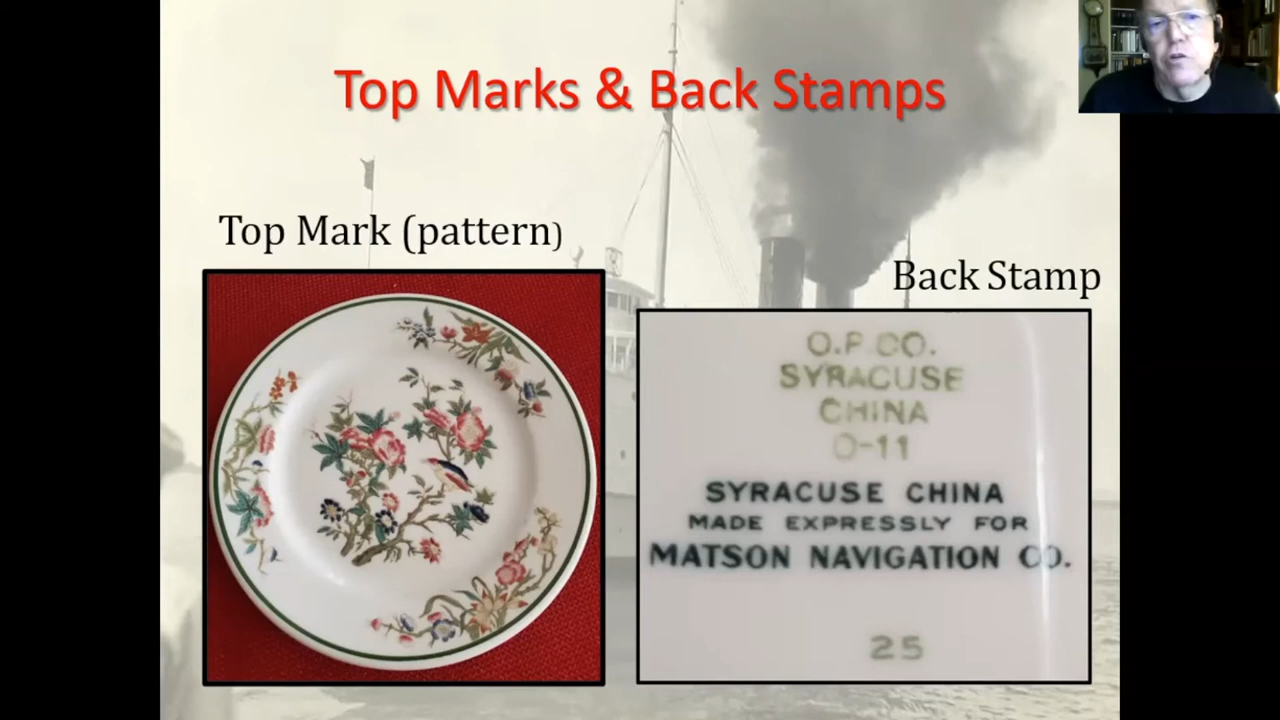 Top Marks & Back Stamps
Top Mark (pattern)
Back Stamp
O.P.CO.
SYRACUSE
CHINA
O-11
SYRACUSE CHINA
MADE EXPRESSLY FOR
MATSON NAVIGATION CO.
25